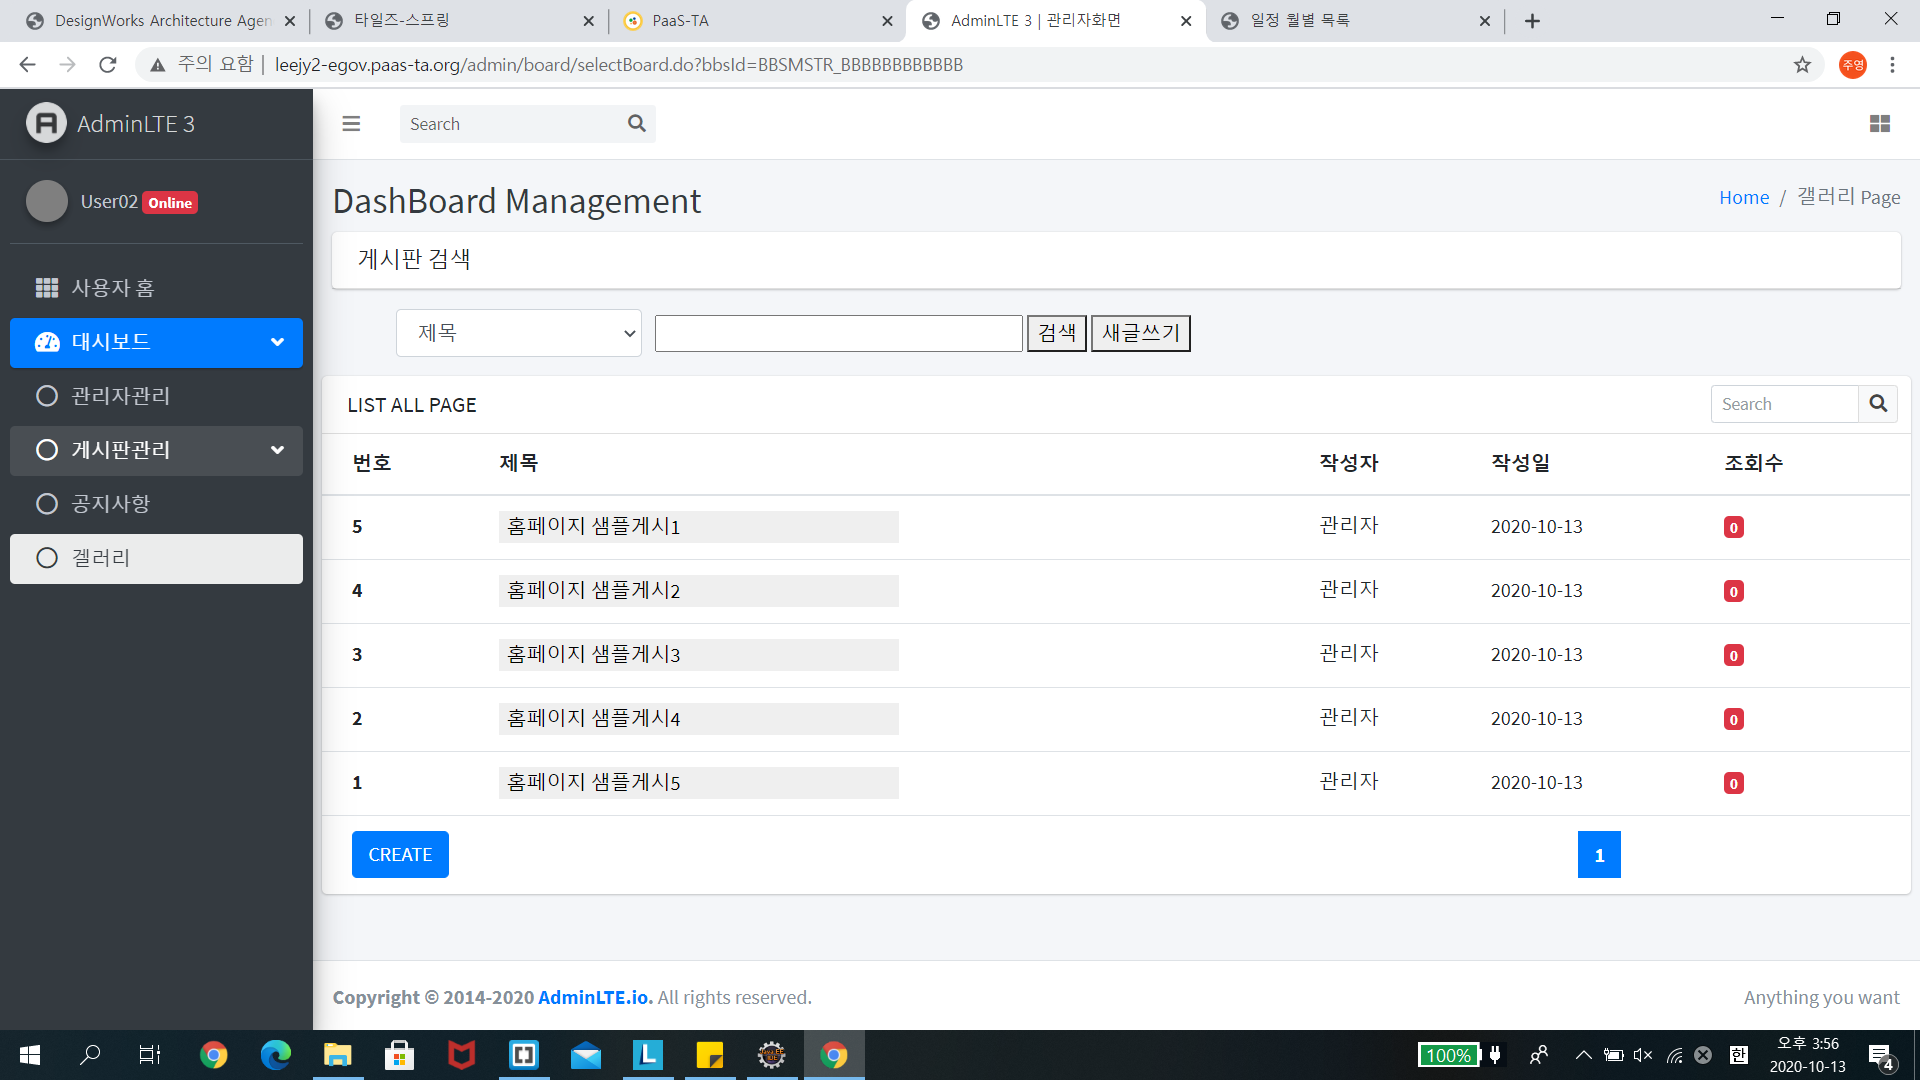 DesignWorks Architecture Agen
타일즈-스프링
PaaS-TA
AdminLTE 3 | 관리자화면
일정 월별 목록
주의 요함 | leejy2-egov.paas-ta.org/admin/board/selectBoard.do?bbsId=BBSMSTR_BBBBBBBBBBBB
주영
AdminLTE 3
Search
User02 Online
DashBoard Management
Home / 갤러리 Page
게시판 검색
사용자 홈
대시보드
관리자관리
게시판관리
공지사항
겔러리
제목
검색
새글쓰기
LIST ALL PAGE
Search
번호 제목 작성자 작성일 조회수
5 홈페이지 샘플게시1 관리자 2020-10-13 0
4 홈페이지 샘플게시2 관리자 2020-10-13 0
3 홈페이지 샘플게시3 관리자 2020-10-13 0
2 홈페이지 샘플게시4 관리자 2020-10-13 0
1 홈페이지 샘플게시5 관리자 2020-10-13 0
CREATE
1
Copyright © 2014-2020 AdminLTE.io. All rights reserved.
Anything you want
100%
한
오후 3:56
2020-10-13
4